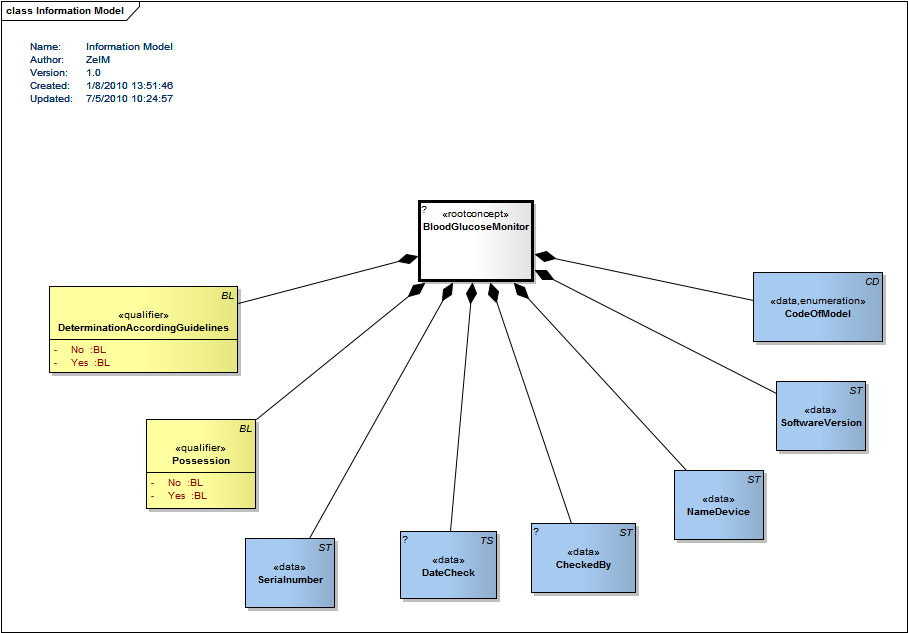 class Information Model
Name: Information Model
Author: ZelM
Version: 1.0
Created: 1/8/2010 13:51:46
Updated: 7/5/2010 10:24:57
?
«rootconcept»
BloodGlucoseMonitor
BL
«qualifier»
DeterminationAccordingGuidelines
- No :BL
- Yes :BL
CD
«data,enumeration»
CodeOfModel
ST
«data»
SoftwareVersion
BL
«qualifier»
Possession
- No :BL
- Yes :BL
ST
«data»
NameDevice
ST
«data»
Serialnumber
? TS
«data»
DateCheck
? ST
«data»
CheckedBy